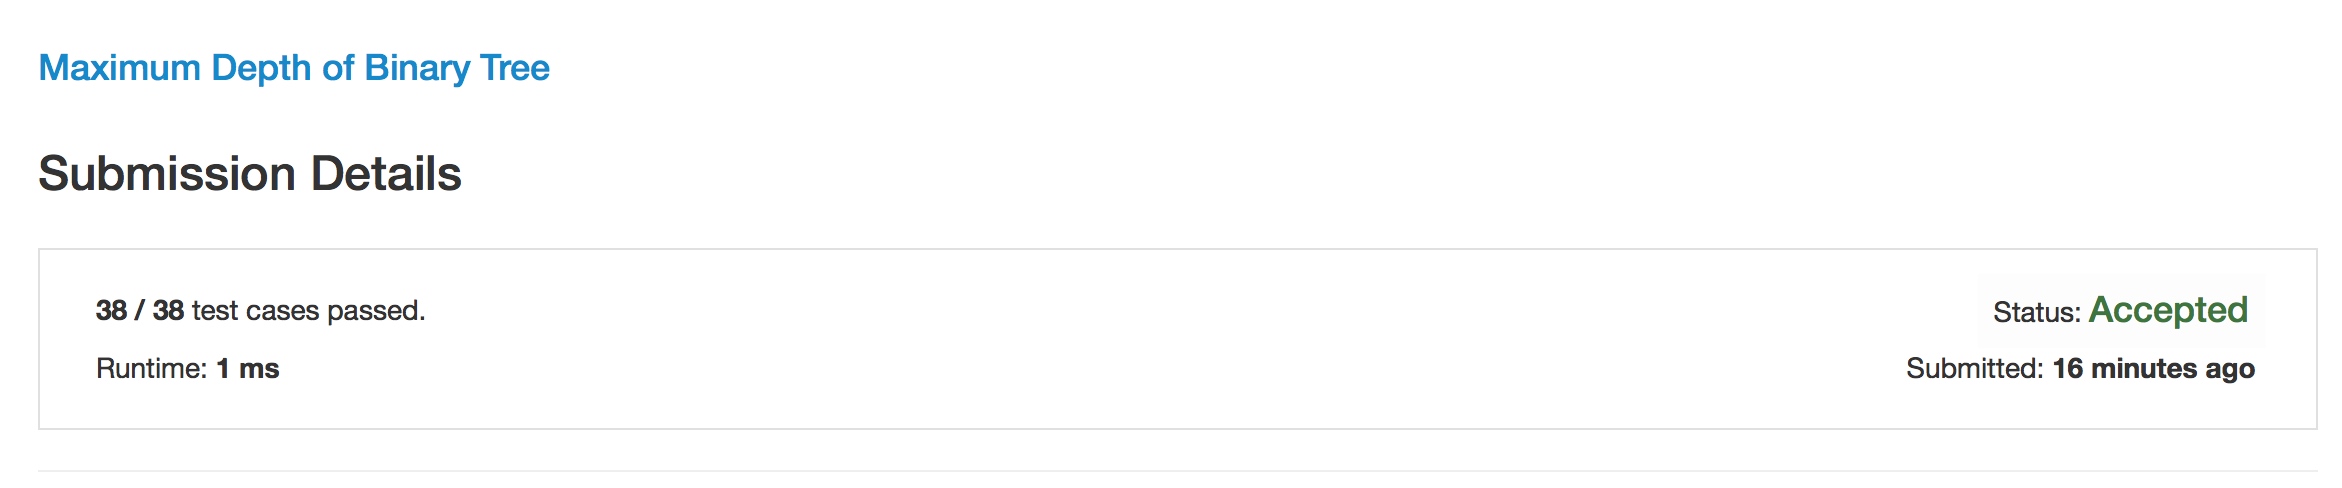 Maximum Depth of Binary Tree
Submission Details
38 / 38 test cases passed.
Status: Accepted
Runtime: 1 ms
Submitted: 16 minutes ago